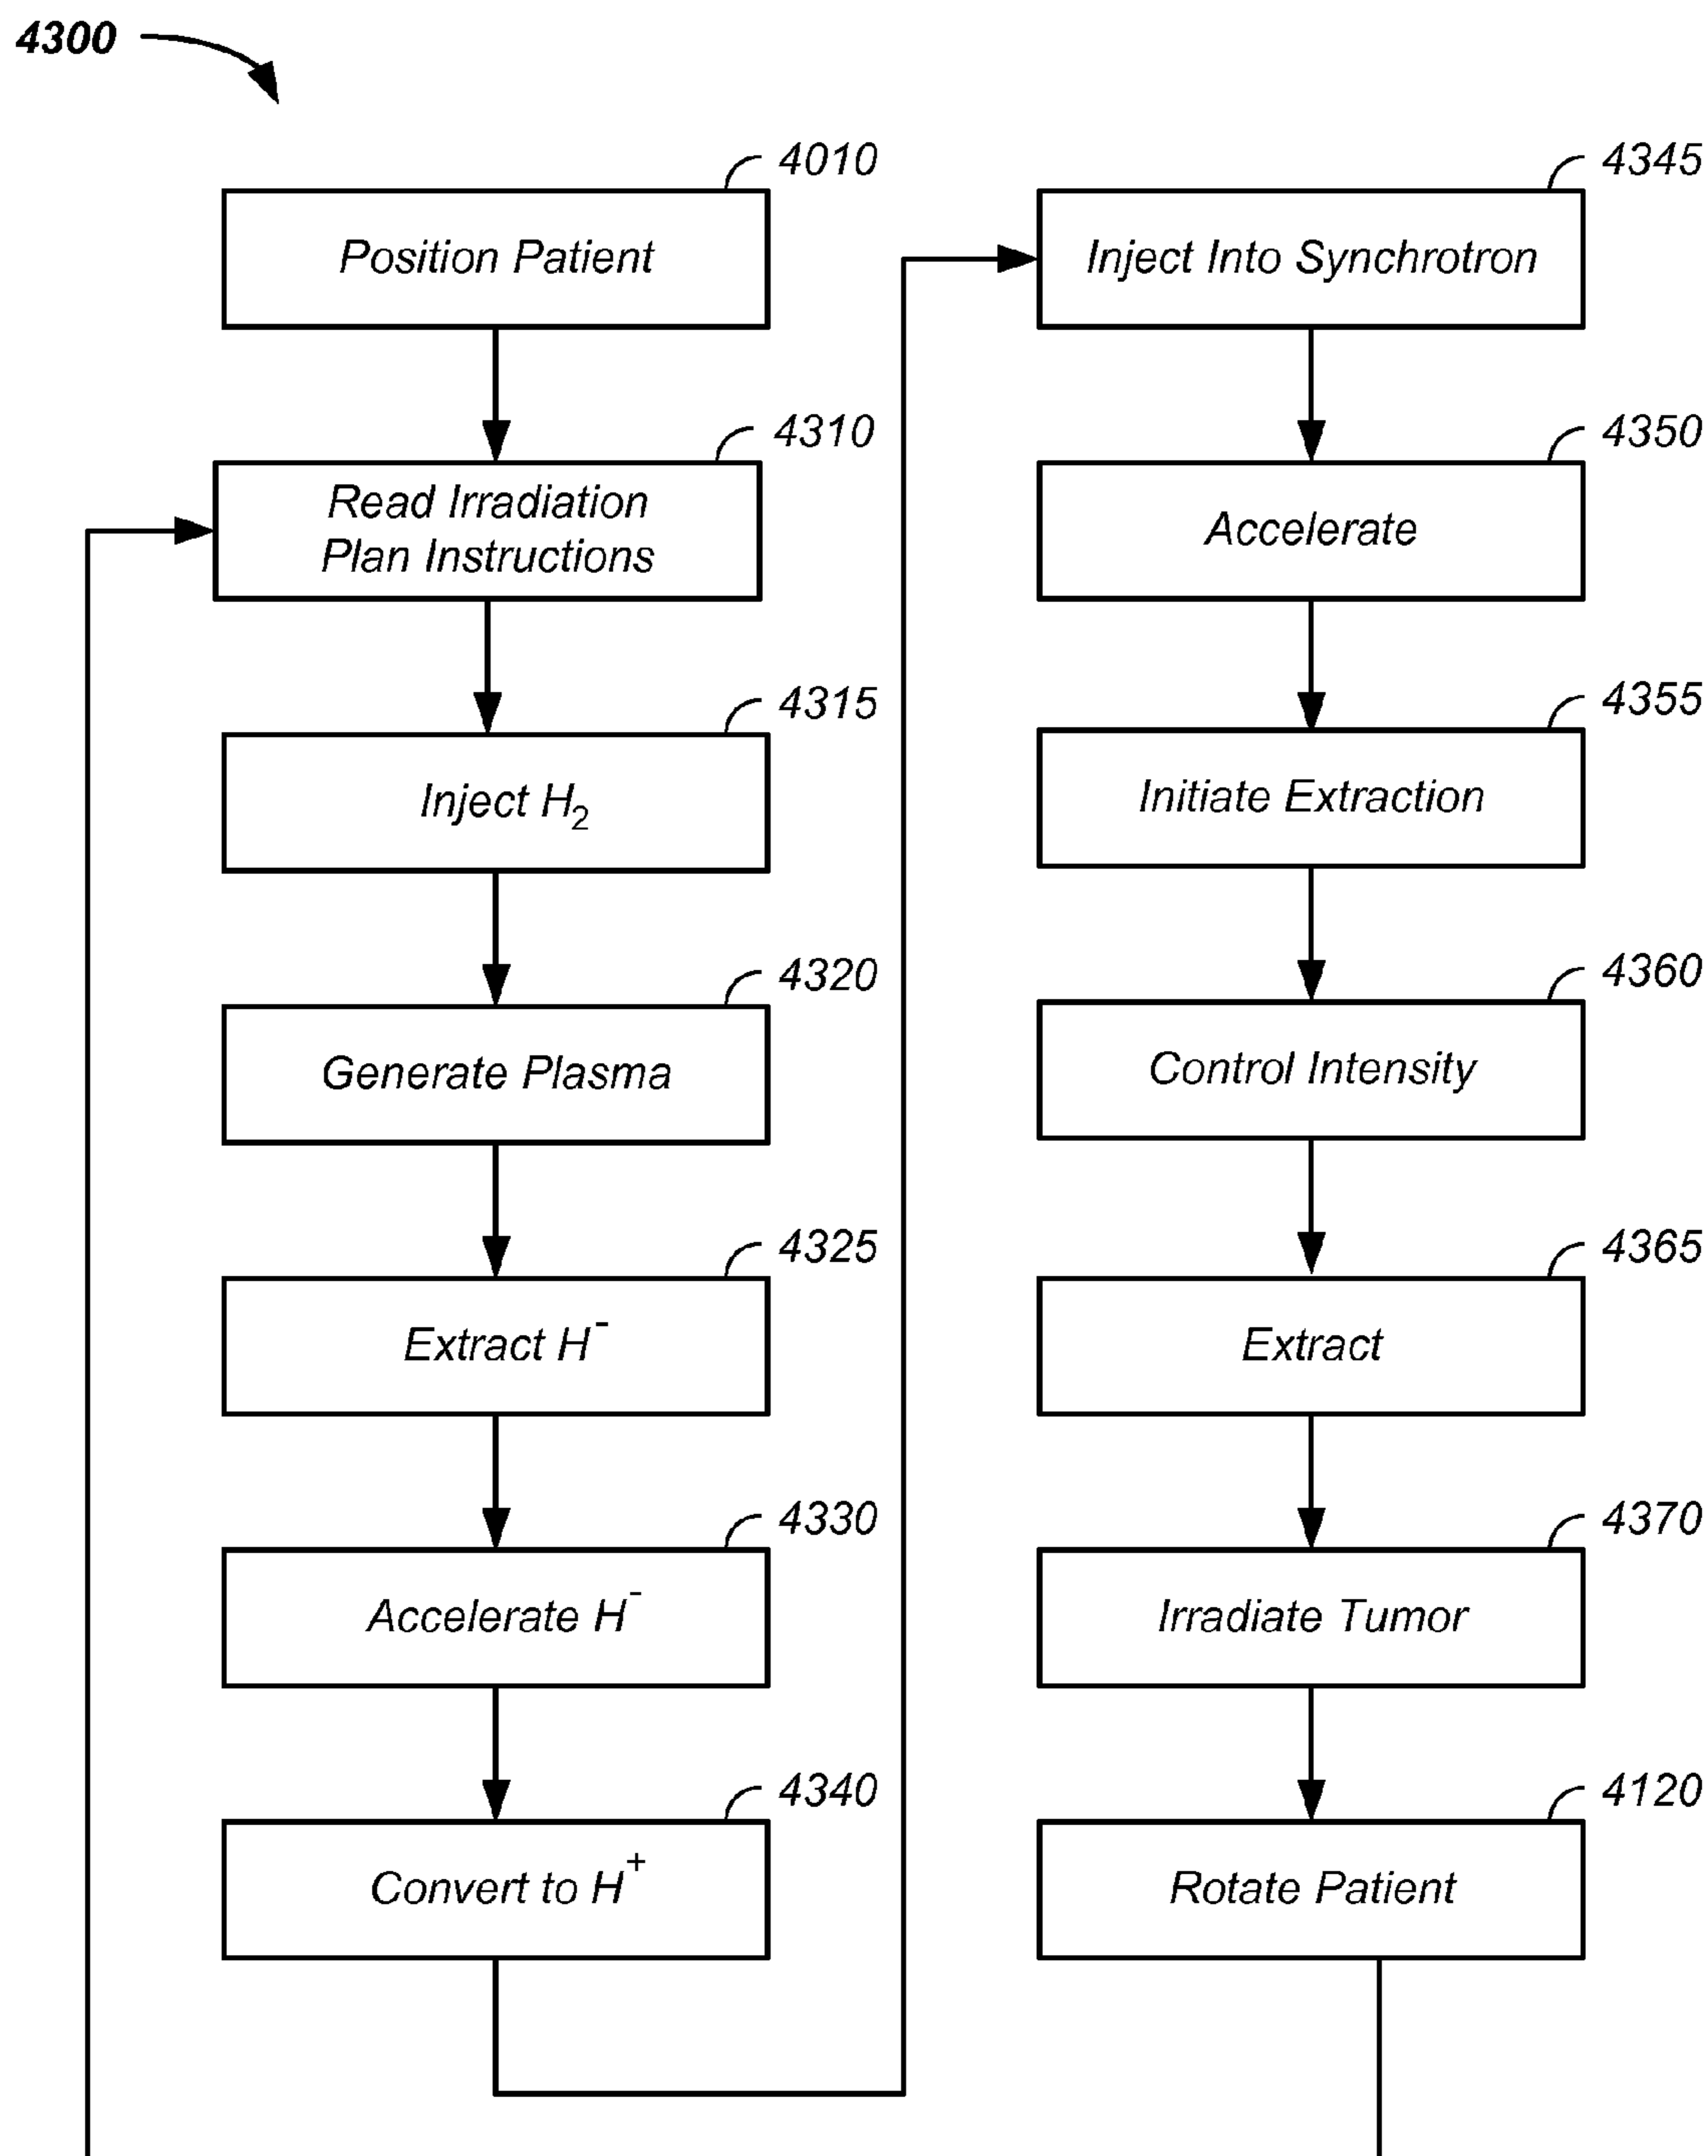 4300
4010
Position Patient
4310
Read Irradiation
Plan Instructions
4315
Inject H₂
4320
Generate Plasma
4325
Extract H⁻
4330
Accelerate H⁻
4340
Convert to H⁺
4345
Inject Into Synchrotron
4350
Accelerate
4355
Initiate Extraction
4360
Control Intensity
4365
Extract
4370
Irradiate Tumor
4120
Rotate Patient